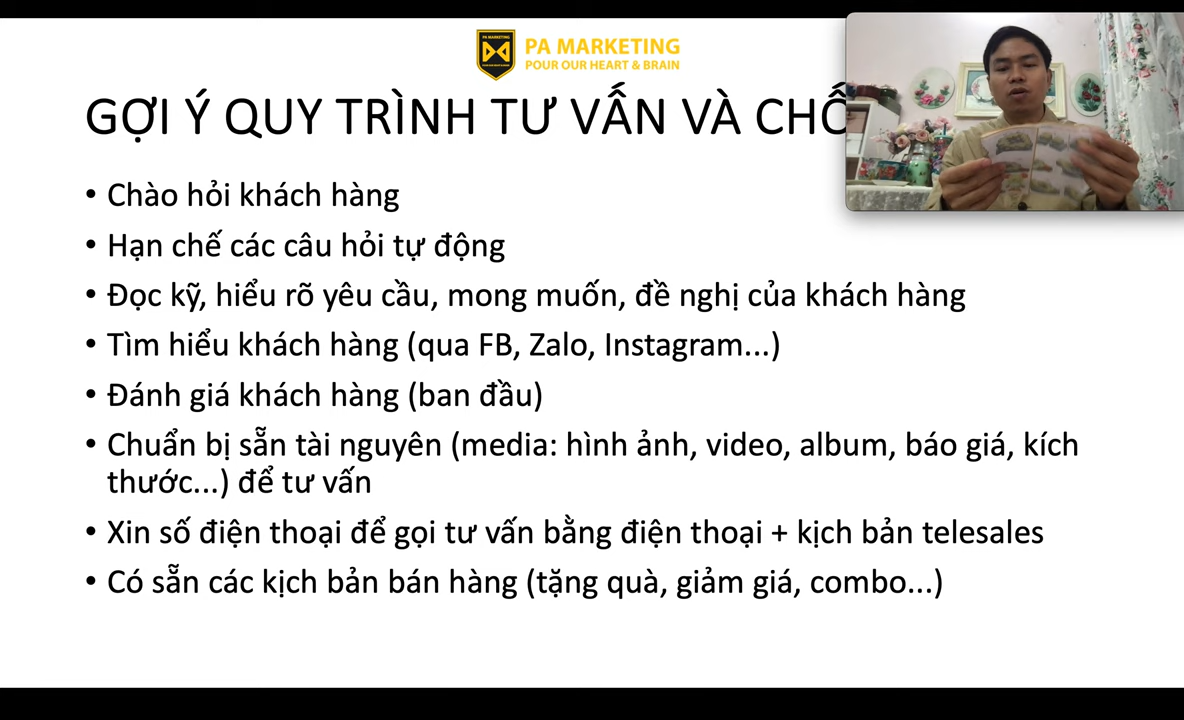 PA MARKETING
PA MARKETING
POUR OUR HEART & BRAIN
GỢI Ý QUY TRÌNH TƯ VẤN VÀ
• Chào hỏi khách hàng
• Hạn chế các câu hỏi tự động
• Đọc kỹ, hiểu rõ yêu cầu, mong muốn, đề nghị của khách hàng
• Tìm hiểu khách hàng (qua FB, Zalo, Instagram...)
• Đánh giá khách hàng (ban đầu)
• Chuẩn bị sẵn tài nguyên (media: hình ảnh, video, album, báo giá, kích
thước...) để tư vấn
• Xin số điện thoại để gọi tư vấn bằng điện thoại + kịch bản telesales
• Có sẵn các kịch bản bán hàng (tặng quà, giảm giá, combo...)